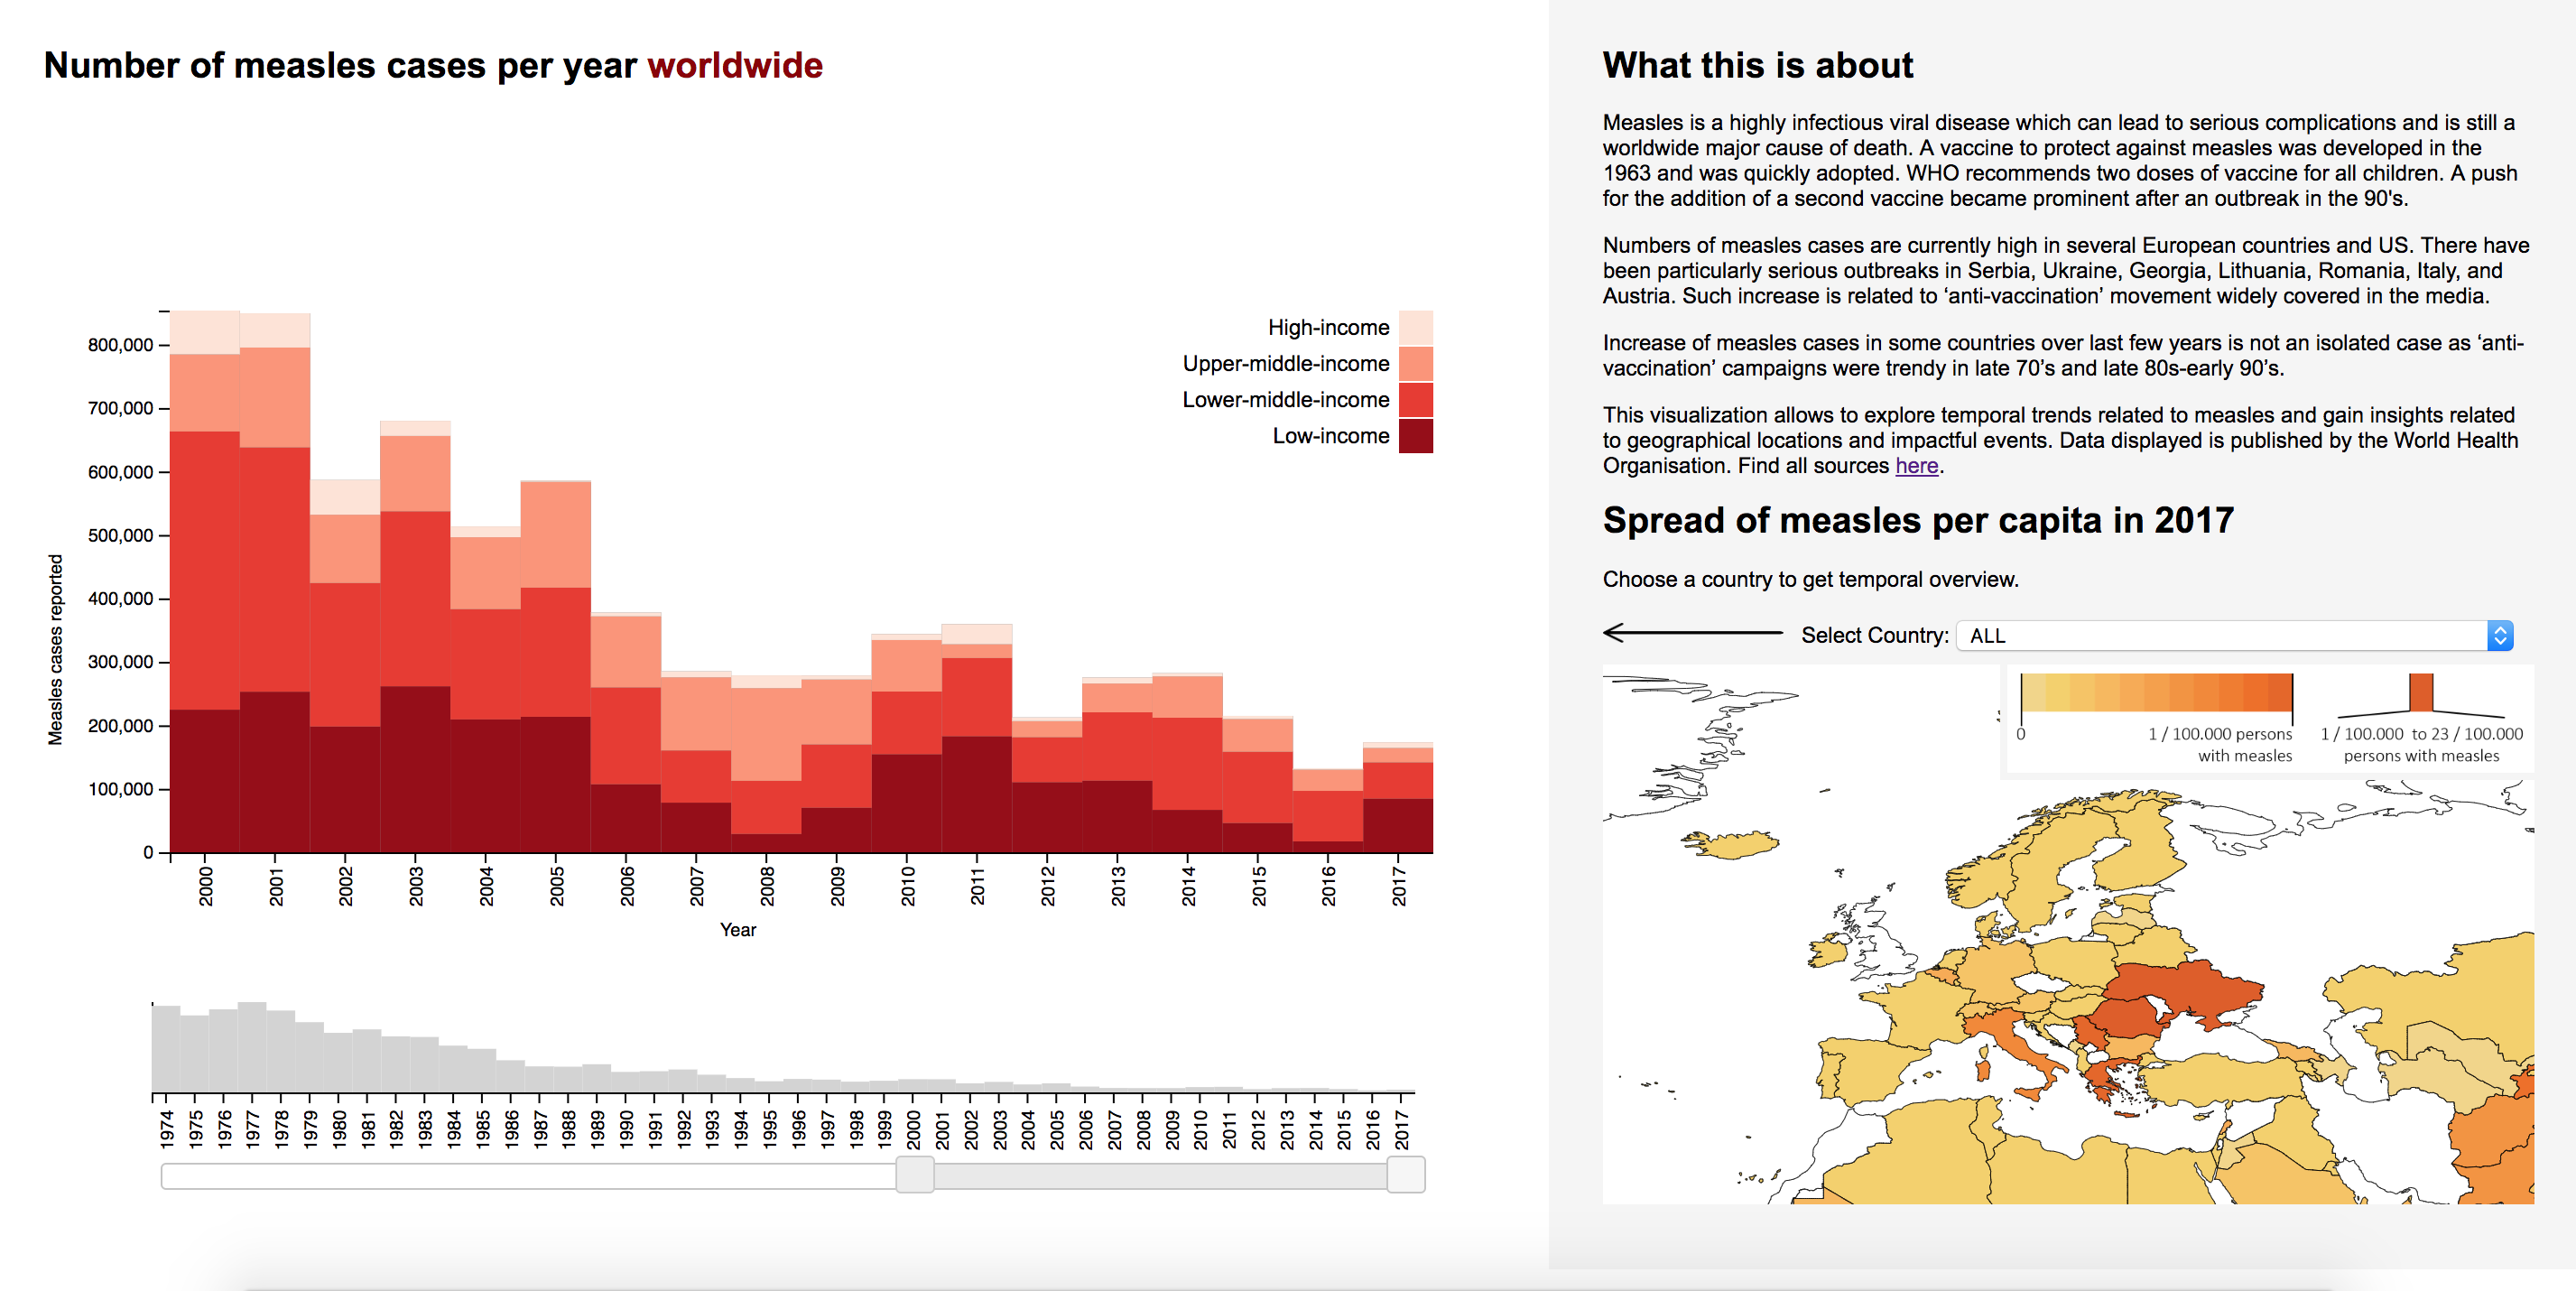 Number of measles cases per year worldwide
High-income
Upper-middle-income
Lower-middle-income
Low-income
800,000
700,000
600,000
500,000
400,000
300,000
200,000
100,000
0
Measles cases reported
2000 2001 2002 2003 2004 2005 2006 2007 2008 2009 2010 2011 2012 2013 2014 2015 2016 2017
Year
1974 1975 1976 1977 1978 1979 1980 1981 1982 1983 1984 1985 1986 1987 1988 1989 1990 1991 1992 1993 1994 1995 1996 1997 1998 1999 2000 2001 2002 2003 2004 2005 2006 2007 2008 2009 2010 2011 2012 2013 2014 2015 2016 2017
What this is about
Measles is a highly infectious viral disease which can lead to serious complications and is still a
worldwide major cause of death. A vaccine to protect against measles was developed in the
1963 and was quickly adopted. WHO recommends two doses of vaccine for all children. A push
for the addition of a second vaccine became prominent after an outbreak in the 90's.
Numbers of measles cases are currently high in several European countries and US. There have
been particularly serious outbreaks in Serbia, Ukraine, Georgia, Lithuania, Romania, Italy, and
Austria. Such increase is related to ‘anti-vaccination’ movement widely covered in the media.
Increase of measles cases in some countries over last few years is not an isolated case as ‘anti-
vaccination’ campaigns were trendy in late 70’s and late 80s-early 90’s.
This visualization allows to explore temporal trends related to measles and gain insights related
to geographical locations and impactful events. Data displayed is published by the World Health
Organisation. Find all sources here.
Spread of measles per capita in 2017
Choose a country to get temporal overview.
Select Country: ALL
0
1 / 100.000 persons
with measles
1 / 100.000 to 23 / 100.000
persons with measles